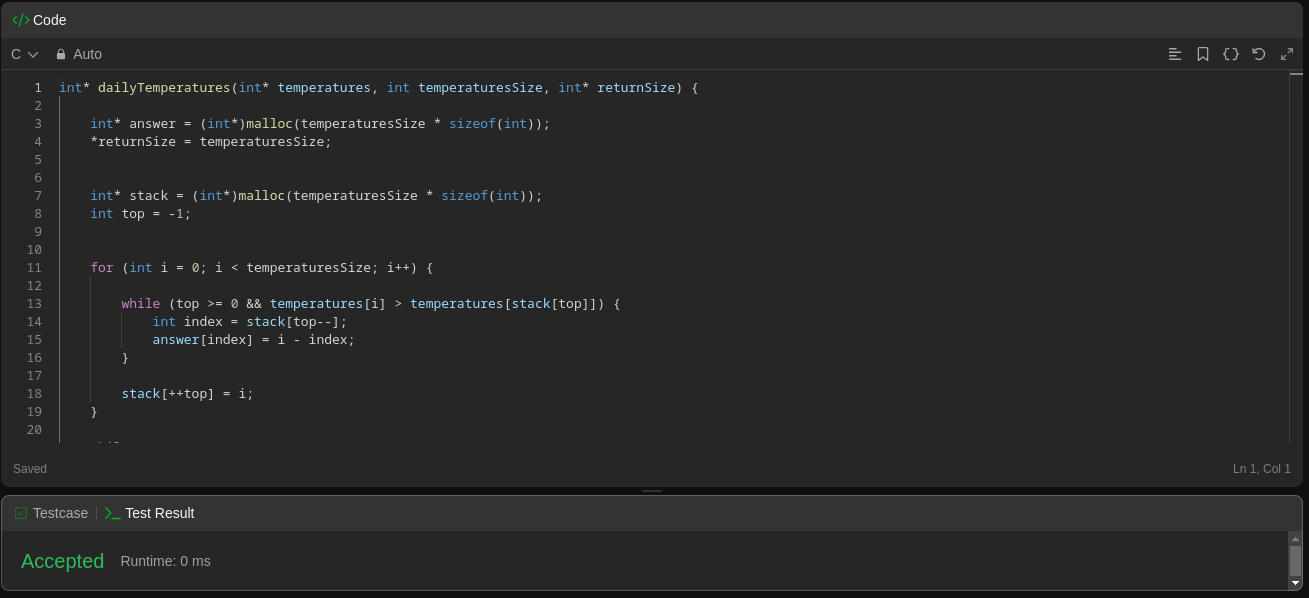 </> Code
C Auto
1 int* dailyTemperatures(int* temperatures, int temperaturesSize, int* returnSize) {
2
3 int* answer = (int*)malloc(temperaturesSize * sizeof(int));
4 *returnSize = temperaturesSize;
5
6
7 int* stack = (int*)malloc(temperaturesSize * sizeof(int));
8 int top = -1;
9
10
11 for (int i = 0; i < temperaturesSize; i++) {
12
13 while (top >= 0 && temperatures[i] > temperatures[stack[top]]) {
14 int index = stack[top--];
15 answer[index] = i - index;
16 }
17
18 stack[++top] = i;
19 }
20
Saved Ln 1, Col 1
Testcase | >_ Test Result
Accepted Runtime: 0 ms